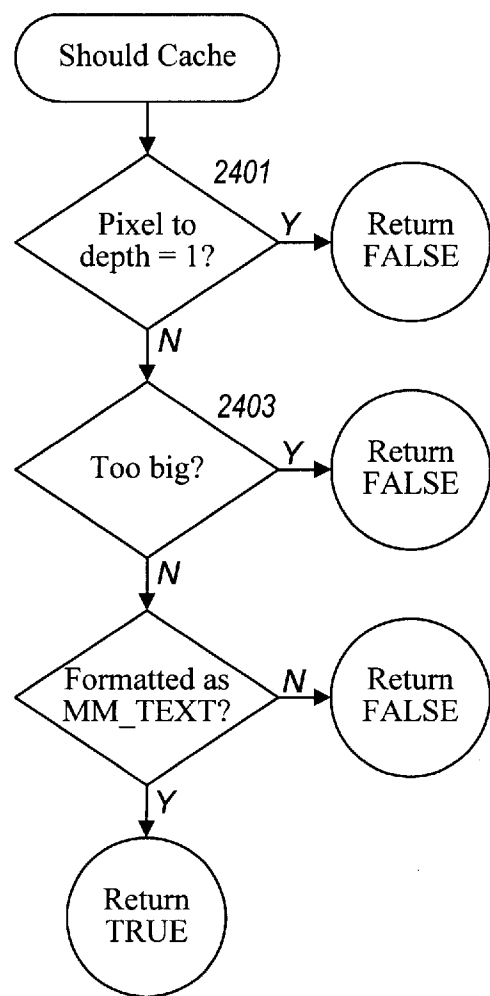 Should Cache
2401
Pixel to
depth = 1?
Y
Return
FALSE
N
2403
Too big?
Y
Return
FALSE
N
Formatted as
MM_TEXT?
N
Return
FALSE
Y
Return
TRUE